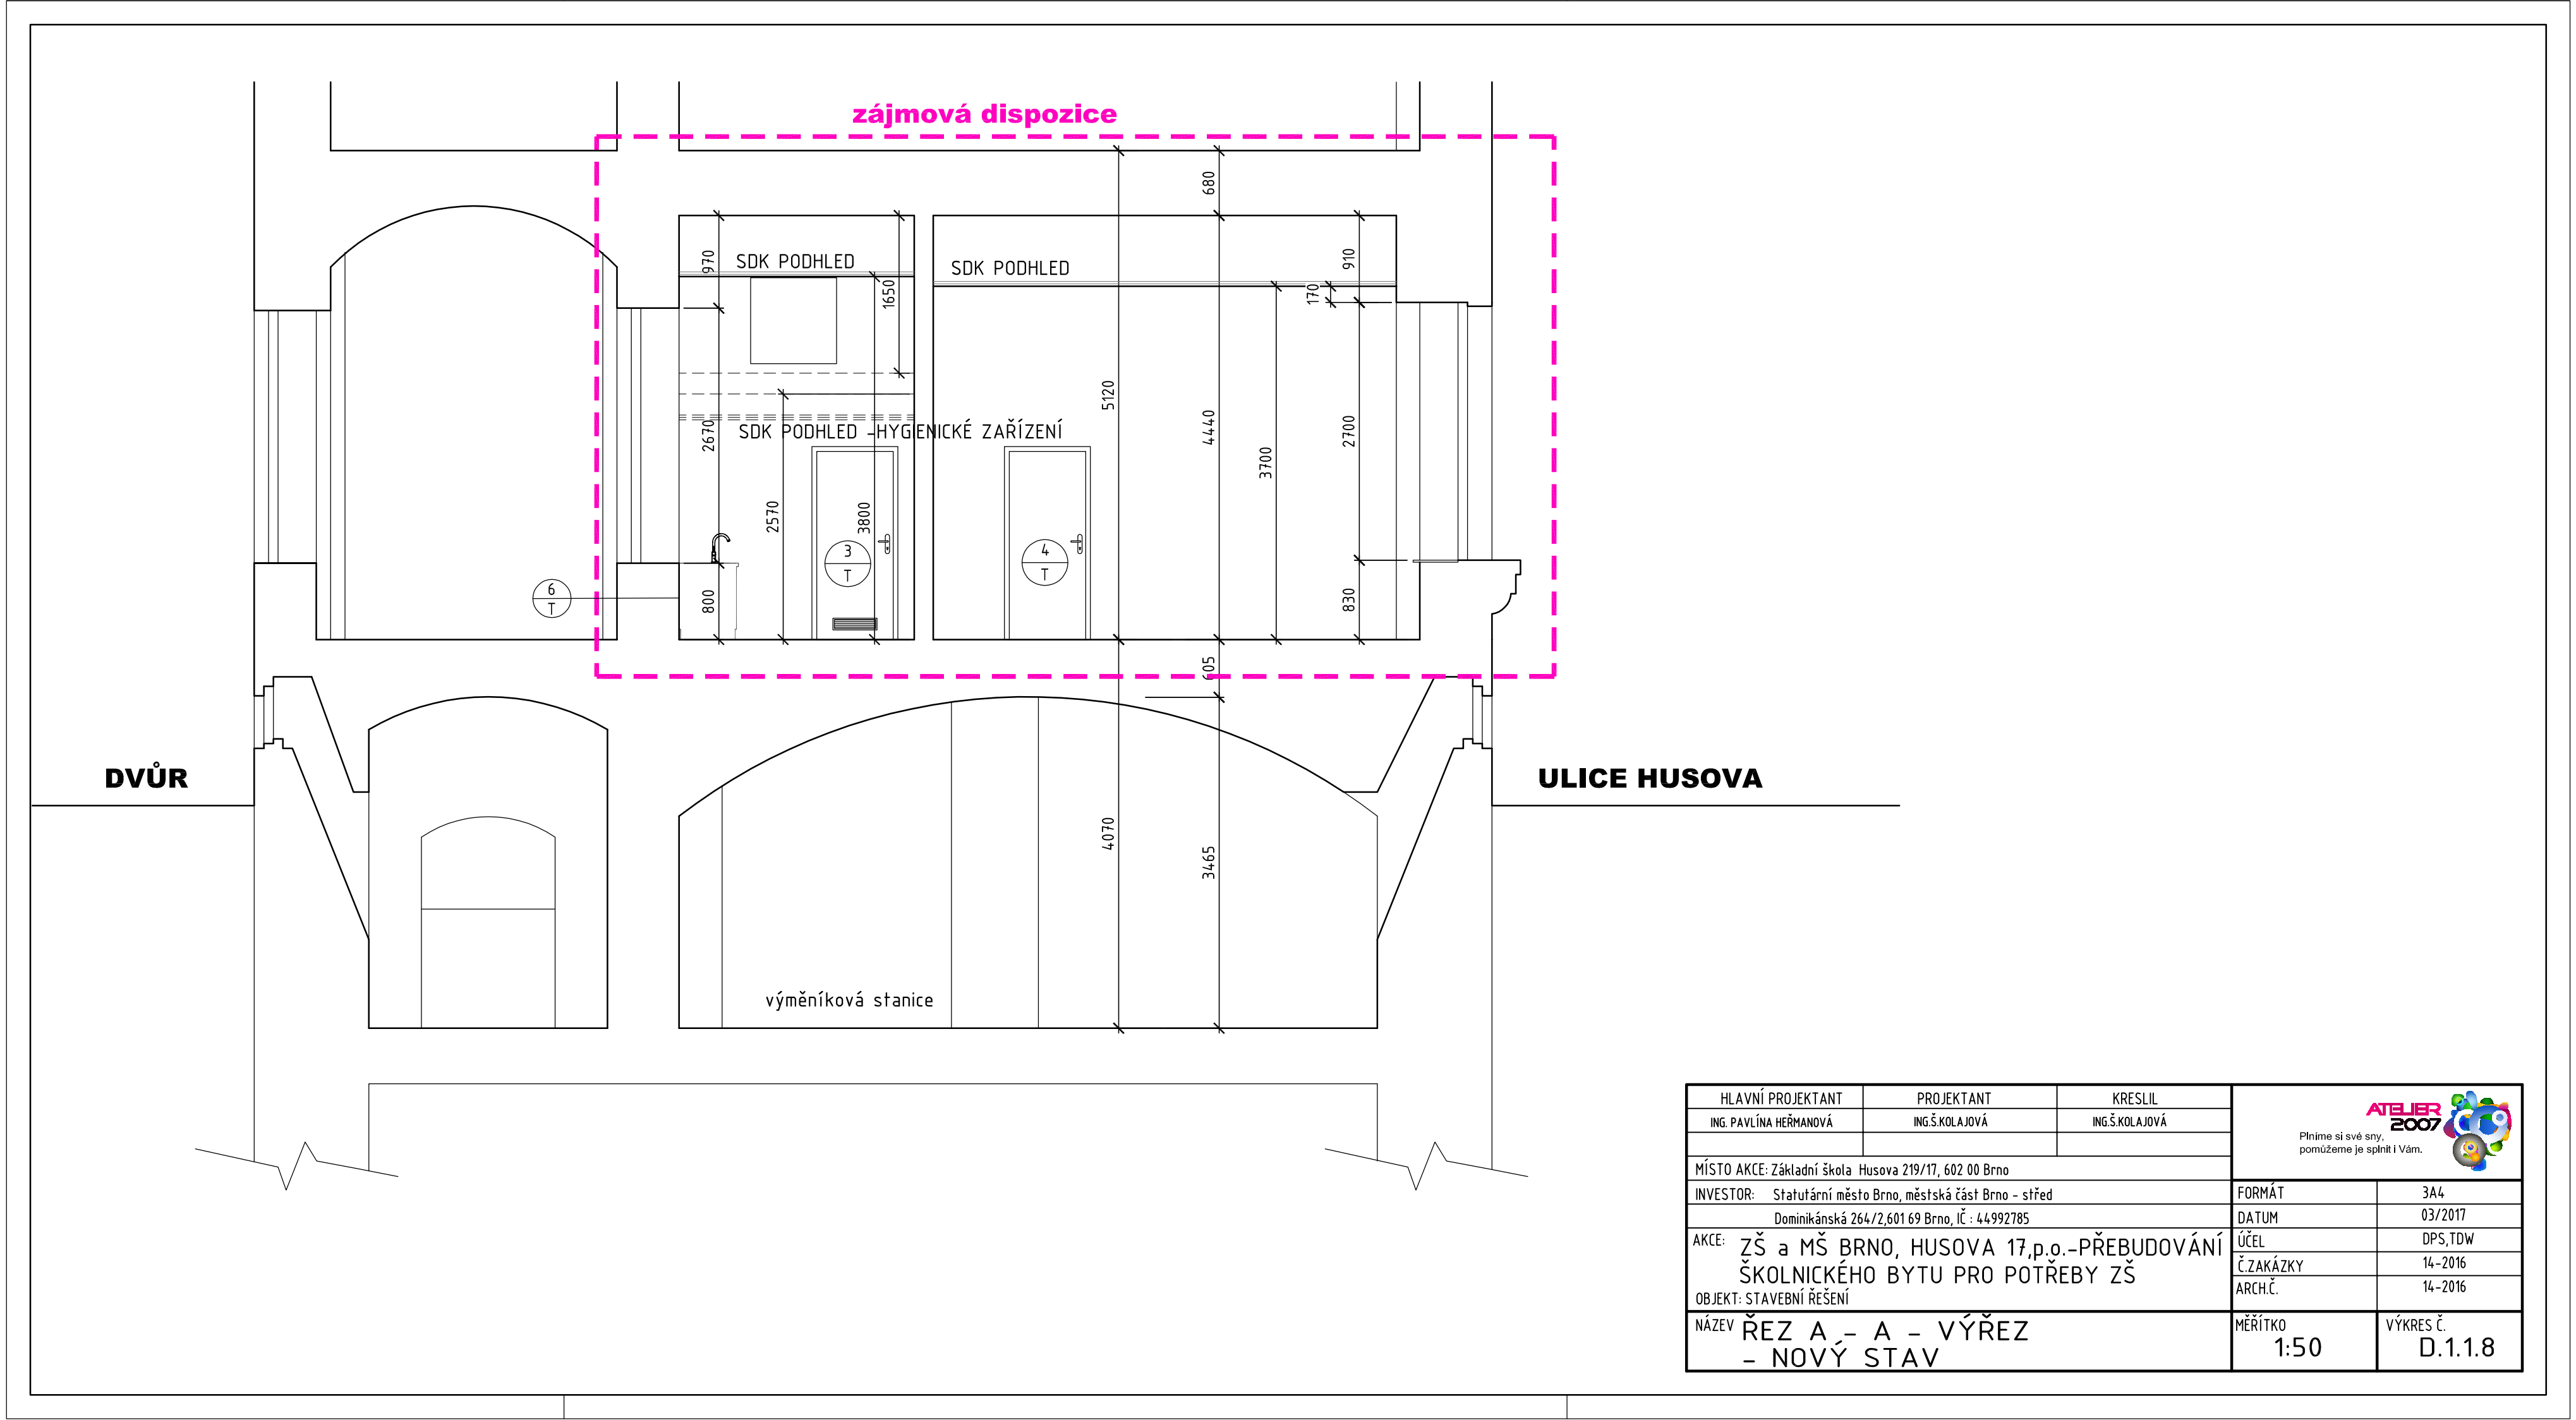 zájmová dispozice
680
970
SDK PODHLED
SDK PODHLED
910
1650
170
5120
4440
2700
2670
SDK PODHLED -HYGIENICKÉ ZAŘÍZENÍ
3700
2570
3800
3
T
4
T
6
T
800
830
605
DVŮR
ULICE HUSOVA
4070
3465
výměníková stanice
HLAVNÍ PROJEKTANT PROJEKTANT KRESLIL
ING. PAVLÍNA HEŘMANOVÁ ING.Š.KOLAJOVÁ ING.Š.KOLAJOVÁ
ATELIER
2007
Plníme si své sny,
pomůžeme je splnit i Vám.
MÍSTO AKCE: Základní škola Husova 219/17, 602 00 Brno
INVESTOR: Statutární město Brno, městská část Brno - střed
Dominikánská 264/2,601 69 Brno, IČ : 44992785
FORMÁT 3A4
DATUM 03/2017
ÚČEL DPS,TDW
Č.ZAKÁZKY 14-2016
ARCH.Č. 14-2016
AKCE: ZŠ a MŠ BRNO, HUSOVA 17,p.o.-PŘEBUDOVÁNÍ
ŠKOLNICKÉHO BYTU PRO POTŘEBY ZŠ
OBJEKT: STAVEBNÍ ŘEŠENÍ
NÁZEV ŘEZ A - A - VÝŘEZ
- NOVÝ STAV
MĚŘÍTKO
1:50
VÝKRES Č.
D.1.1.8